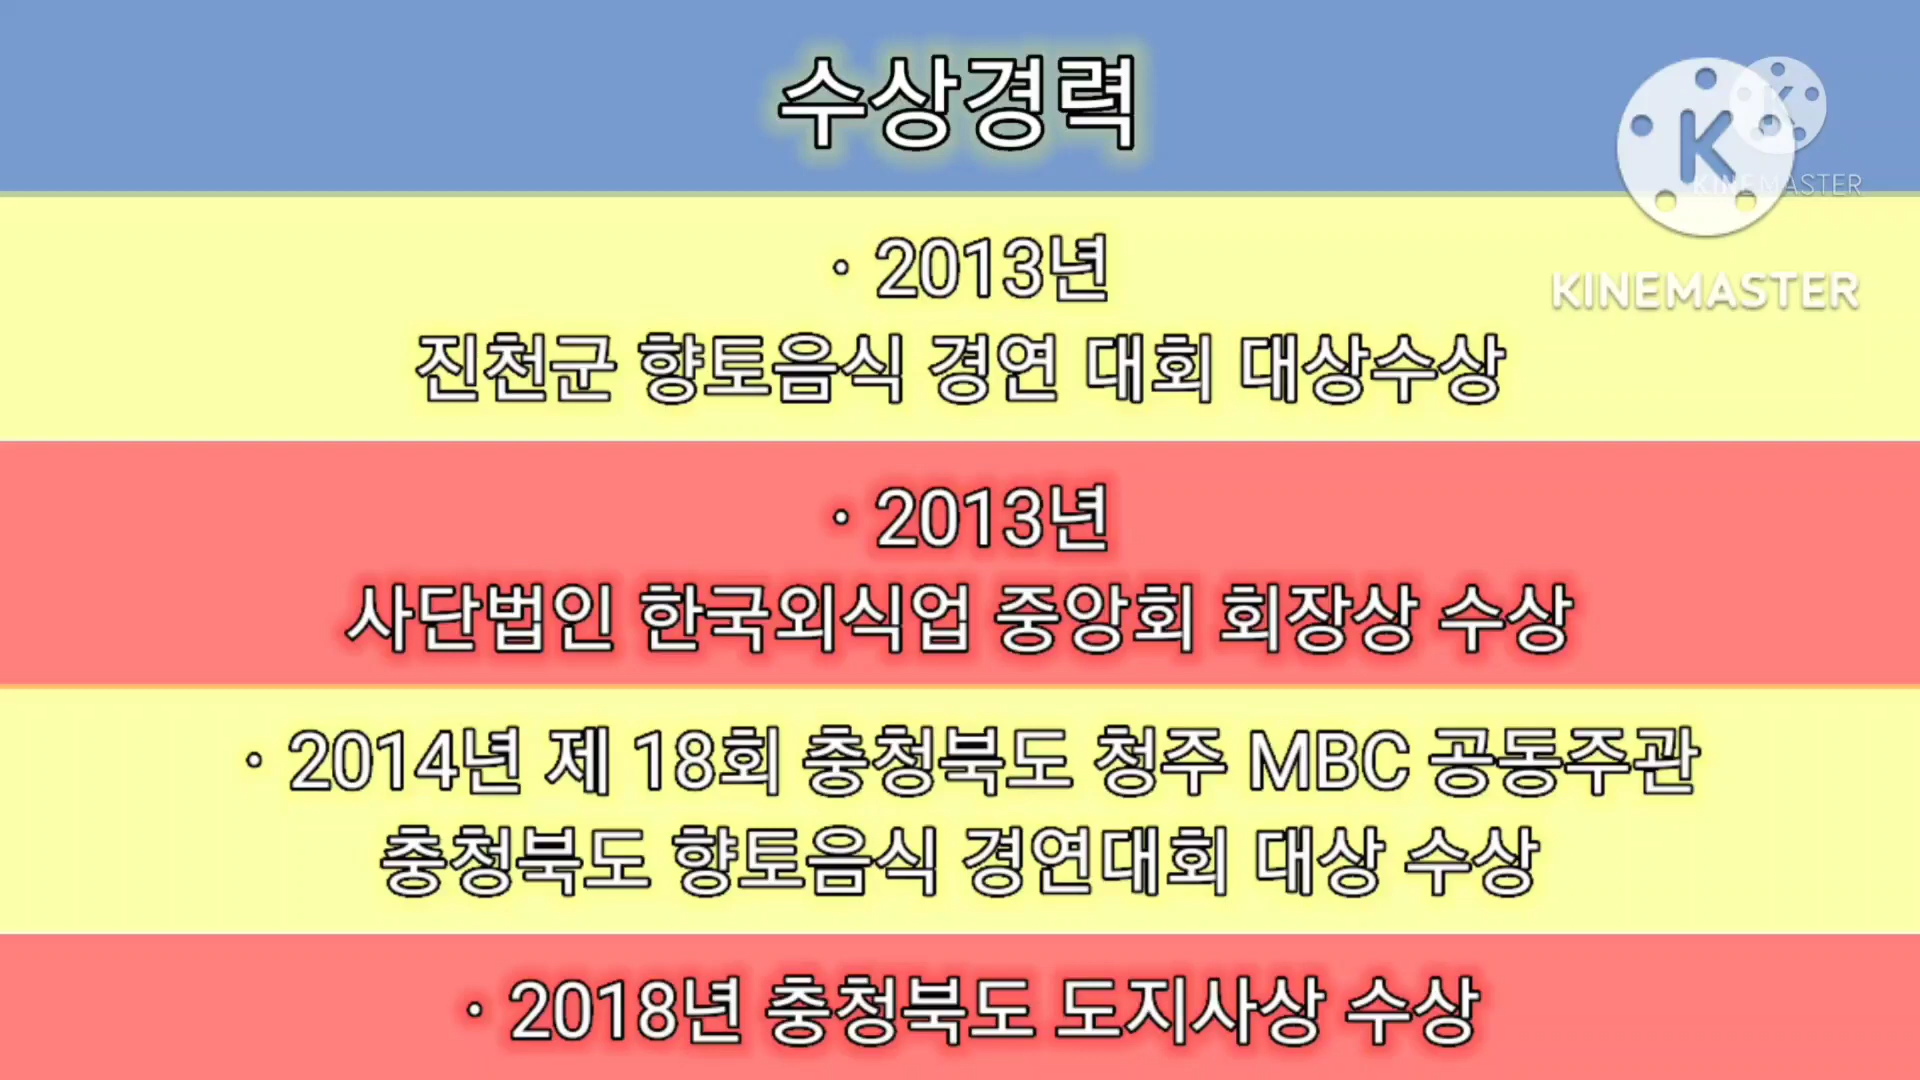 수상경력
KINEMASTER
KINEMASTER
· 2013년
진천군 향토음식 경연 대회 대상수상
· 2013년
사단법인 한국외식업 중앙회 회장상 수상
· 2014년 제 18회 충청북도 청주 MBC 공동주관
충청북도 향토음식 경연대회 대상 수상
· 2018년 충청북도 도지사상 수상